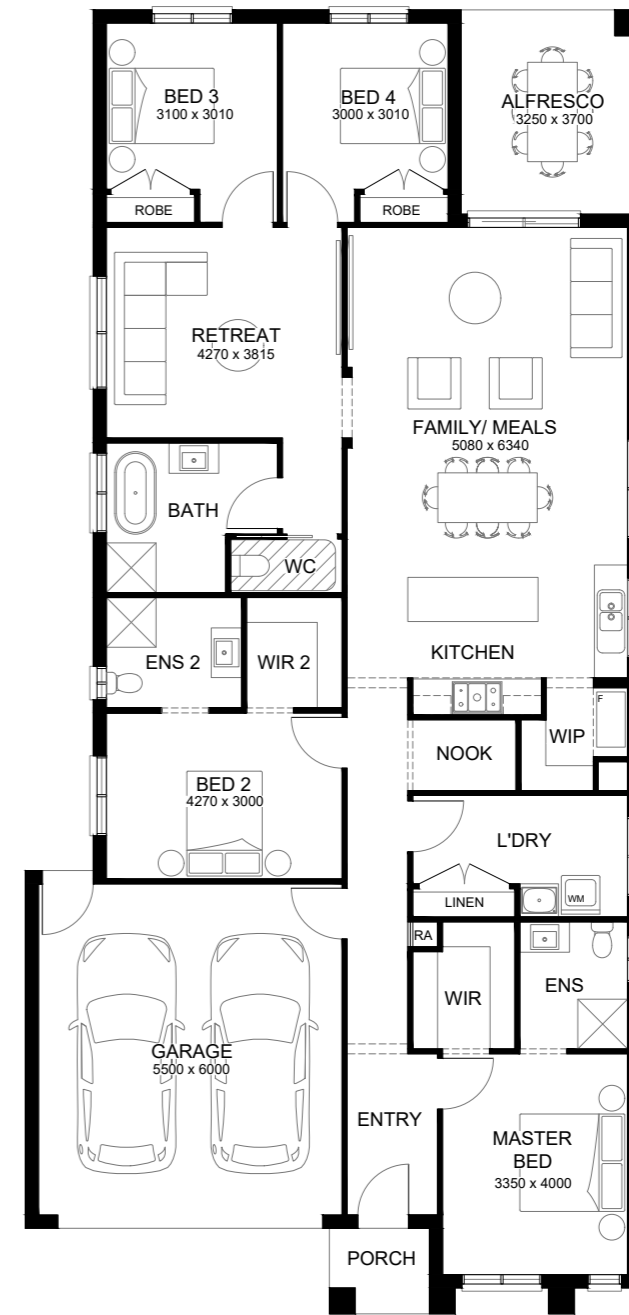 BED 3
3100 x 3010
BED 4
3000 x 3010
ALFRESCO
3250 x 3700
ROBE
ROBE
RETREAT
4270 x 3815
FAMILY/ MEALS
5080 x 6340
BATH
WC
KITCHEN
ENS 2
WIR 2
F
WIP
NOOK
BED 2
4270 x 3000
L'DRY
LINEN
WM
RA
WIR
ENS
GARAGE
5500 x 6000
ENTRY
MASTER
BED
3350 x 4000
PORCH